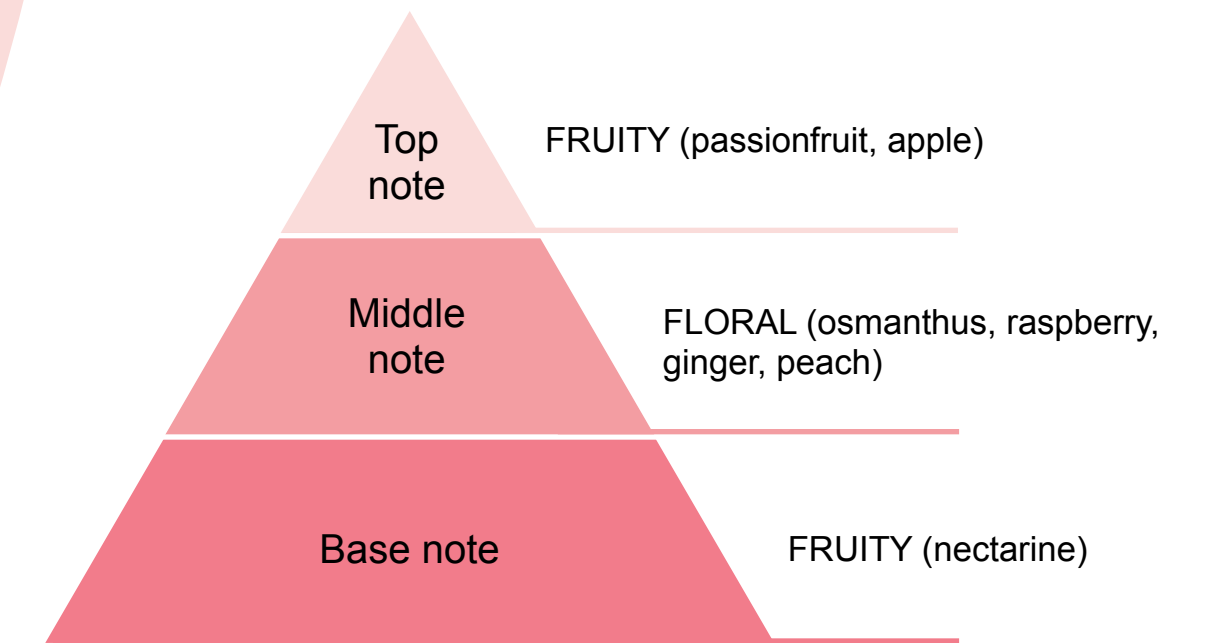 Top
note
FRUITY (passionfruit, apple)
Middle
note
FLORAL (osmanthus, raspberry,
ginger, peach)
Base note
FRUITY (nectarine)